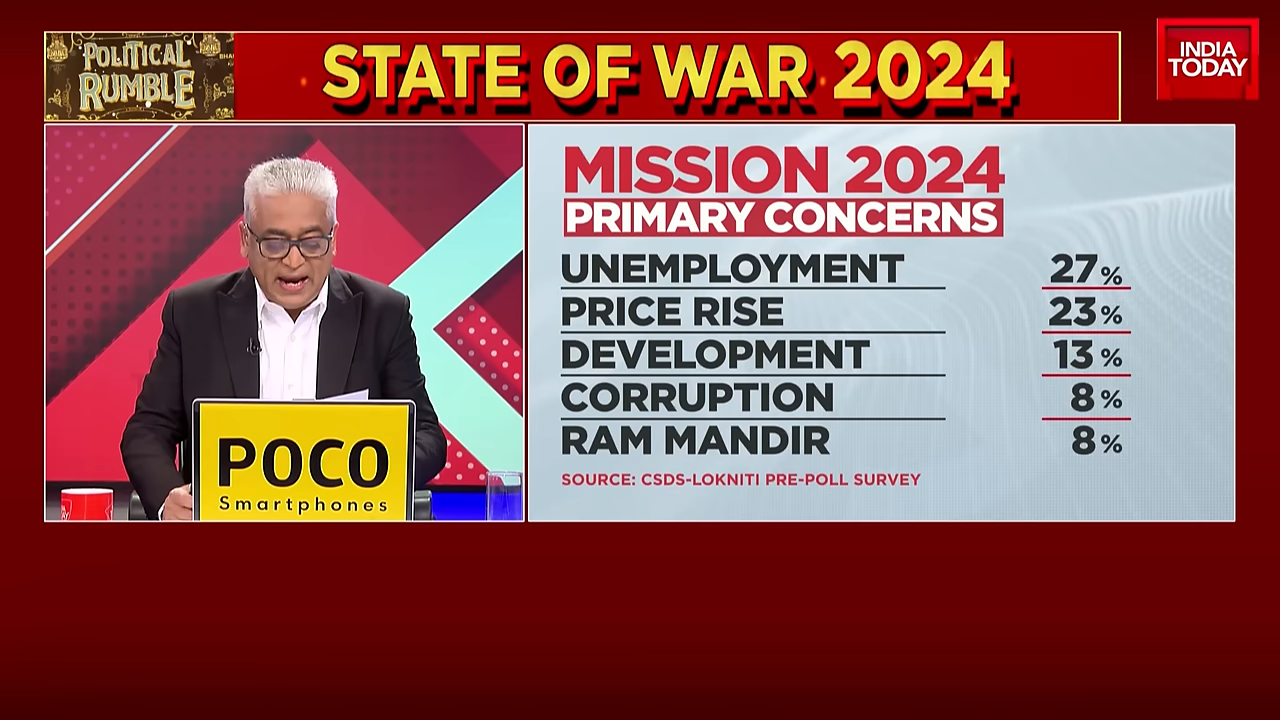 POLITICAL
RUMBLE
STATE OF WAR 2024
INDIA
TODAY
MISSION 2024
PRIMARY CONCERNS
UNEMPLOYMENT 27%
PRICE RISE 23%
DEVELOPMENT 13%
CORRUPTION 8%
RAM MANDIR 8%
SOURCE: CSDS-LOKNITI PRE-POLL SURVEY
POCO
Smartphones